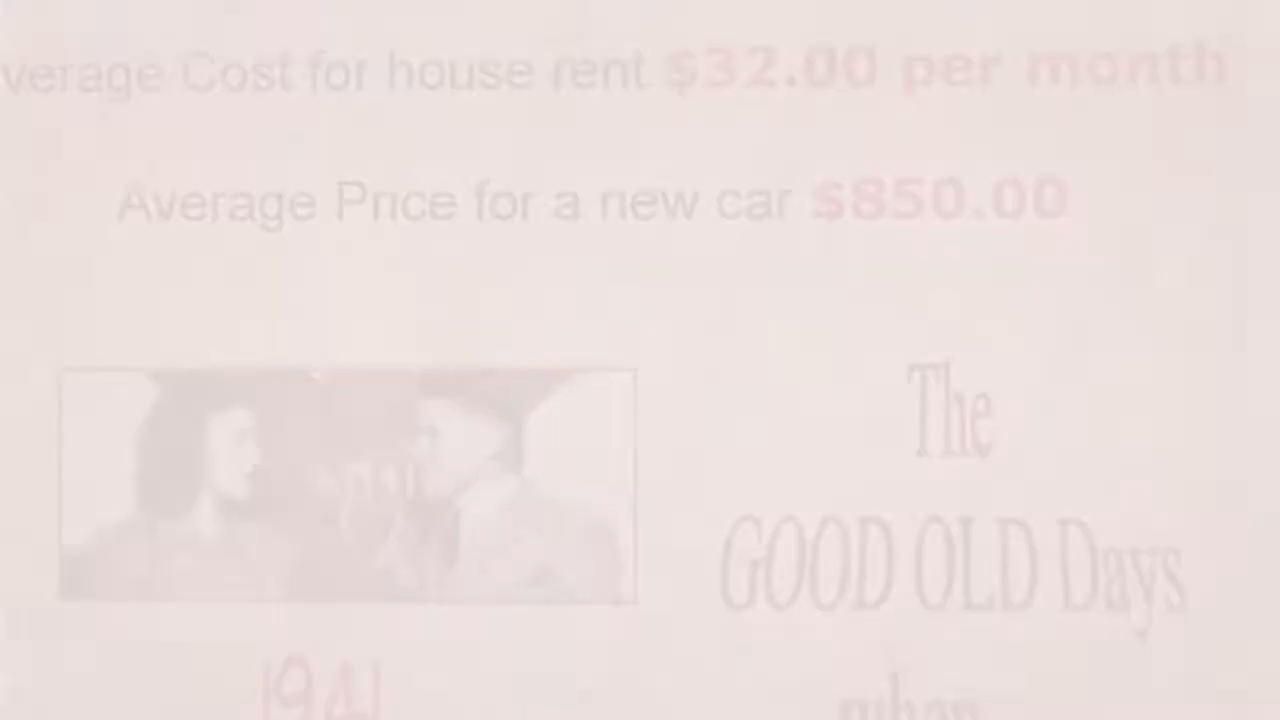 verage Cost for house rent $32.00 per month
Average Price for a new car $850.00
The
GOOD OLD Days
1941
when